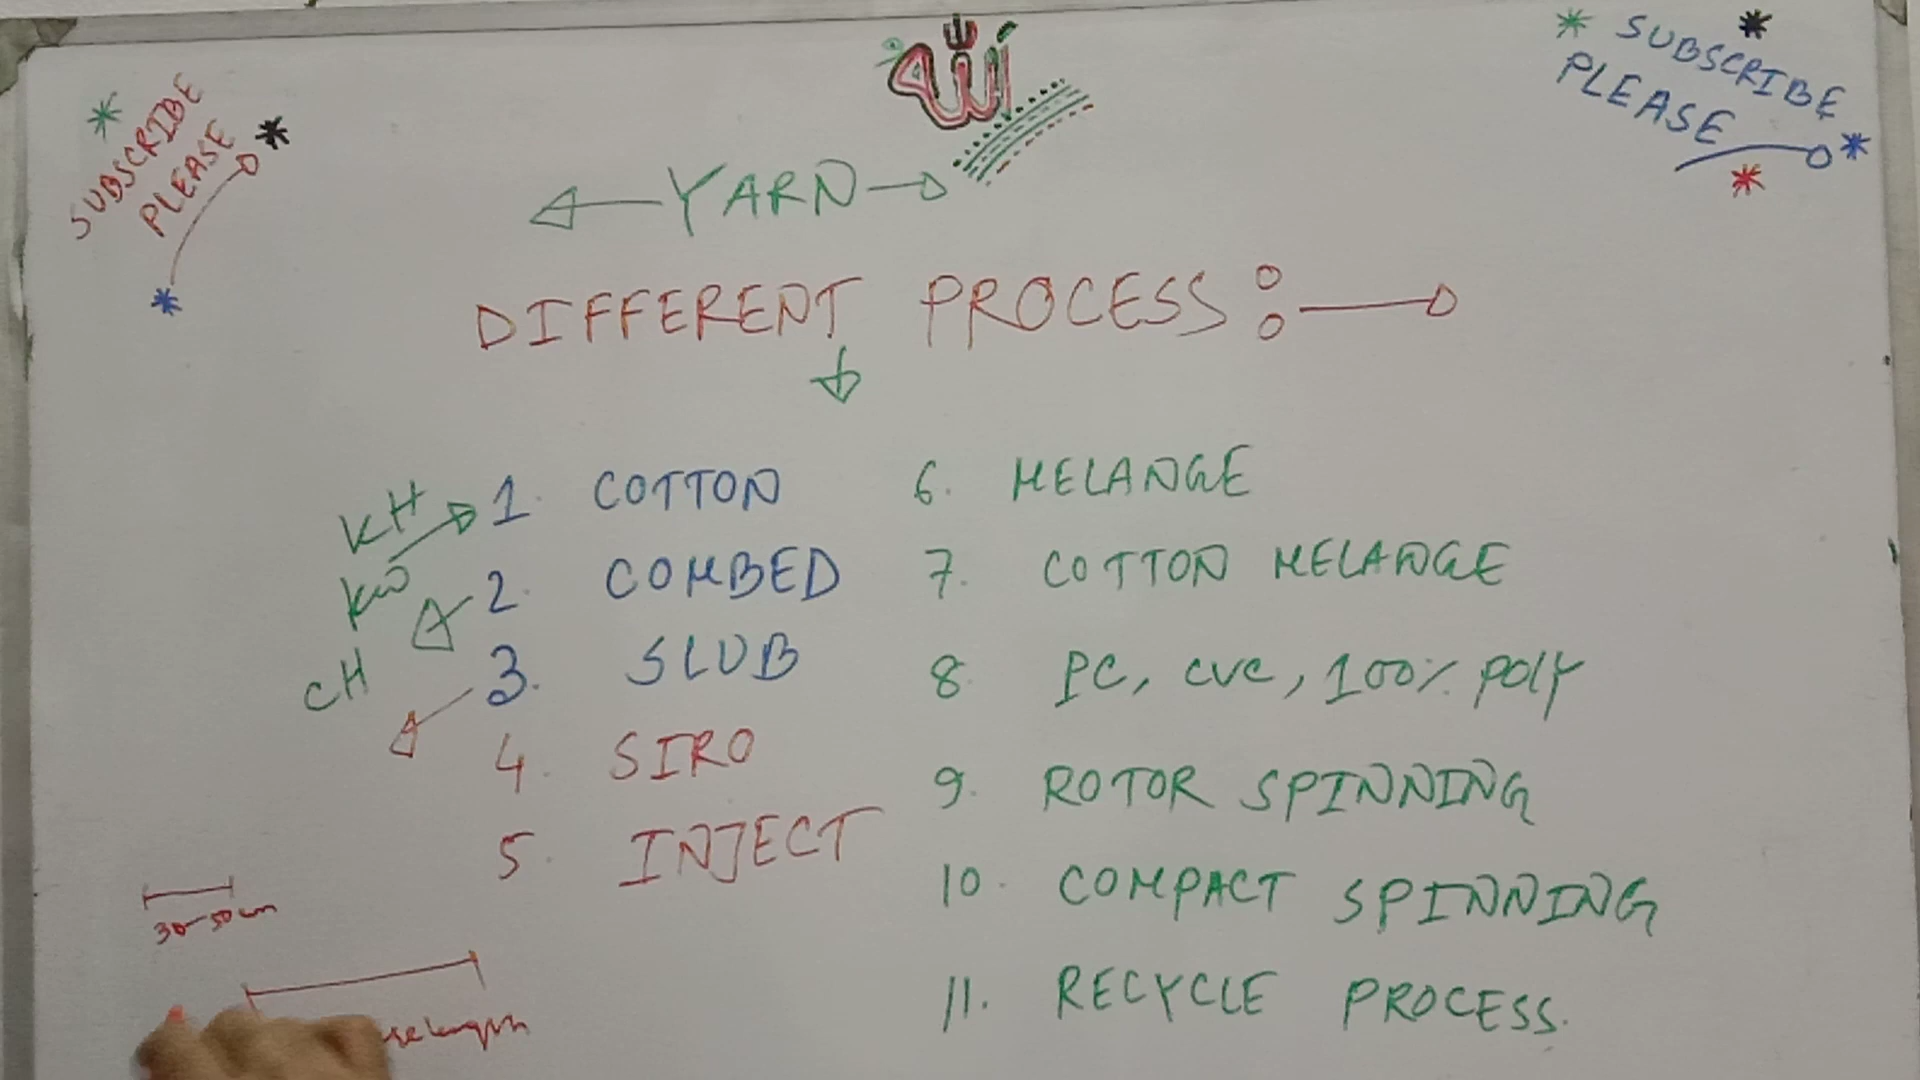 الله
* SUBSCRIBE *
PLEASE
* SUBSCRIBE *
PLEASE
YARN
DIFFERENT PROCESS:
KH
KW
CH
1. COTTON
2. COMBED
3. SLUB
4. SIRO
5. INJECT
6. MELANGE
7. COTTON MELANGE
8. PC, CVC, 100% POLY
9. ROTOR SPINNING
10. COMPACT SPINNING
11. RECYCLE PROCESS.